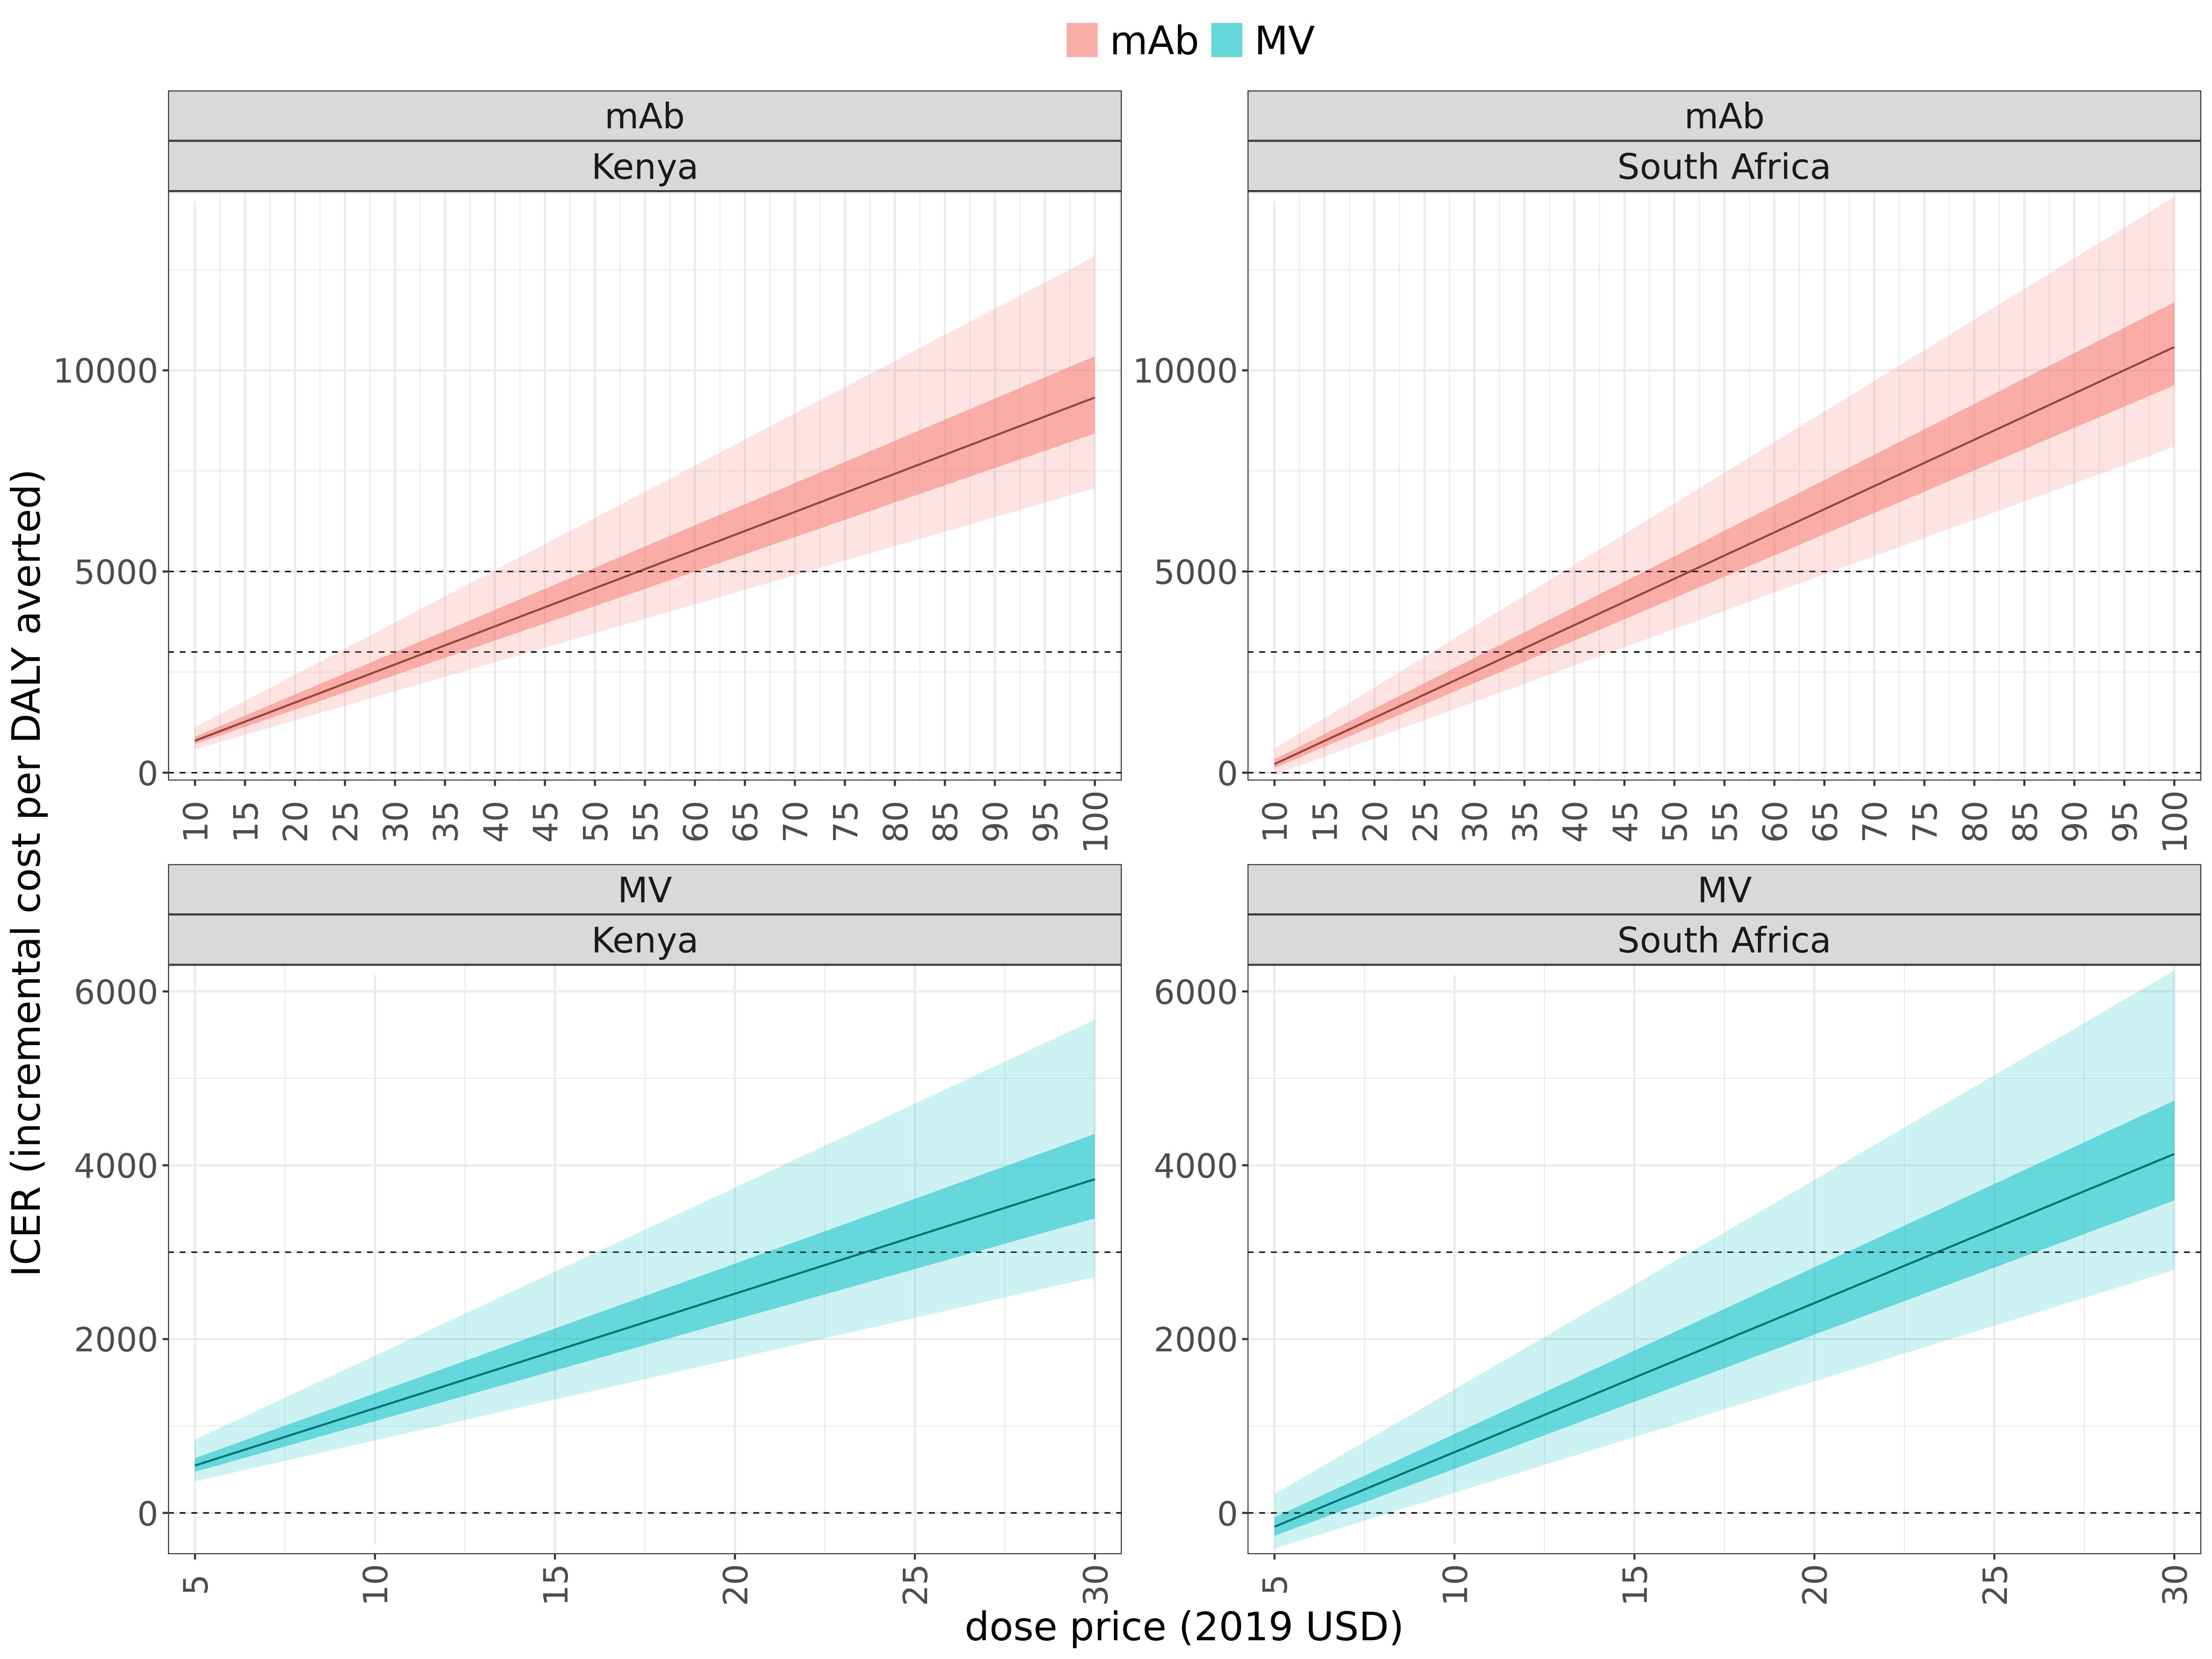 mAb MV
mAb
Kenya
mAb
South Africa
10000
5000
0
10 15 20 25 30 35 40 45 50 55 60 65 70 75 80 85 90 95 100
10000
5000
0
10 15 20 25 30 35 40 45 50 55 60 65 70 75 80 85 90 95 100
MV
Kenya
MV
South Africa
6000
4000
2000
0
5 10 15 20 25 30
6000
4000
2000
0
5 10 15 20 25 30
ICER (incremental cost per DALY averted)
dose price (2019 USD)